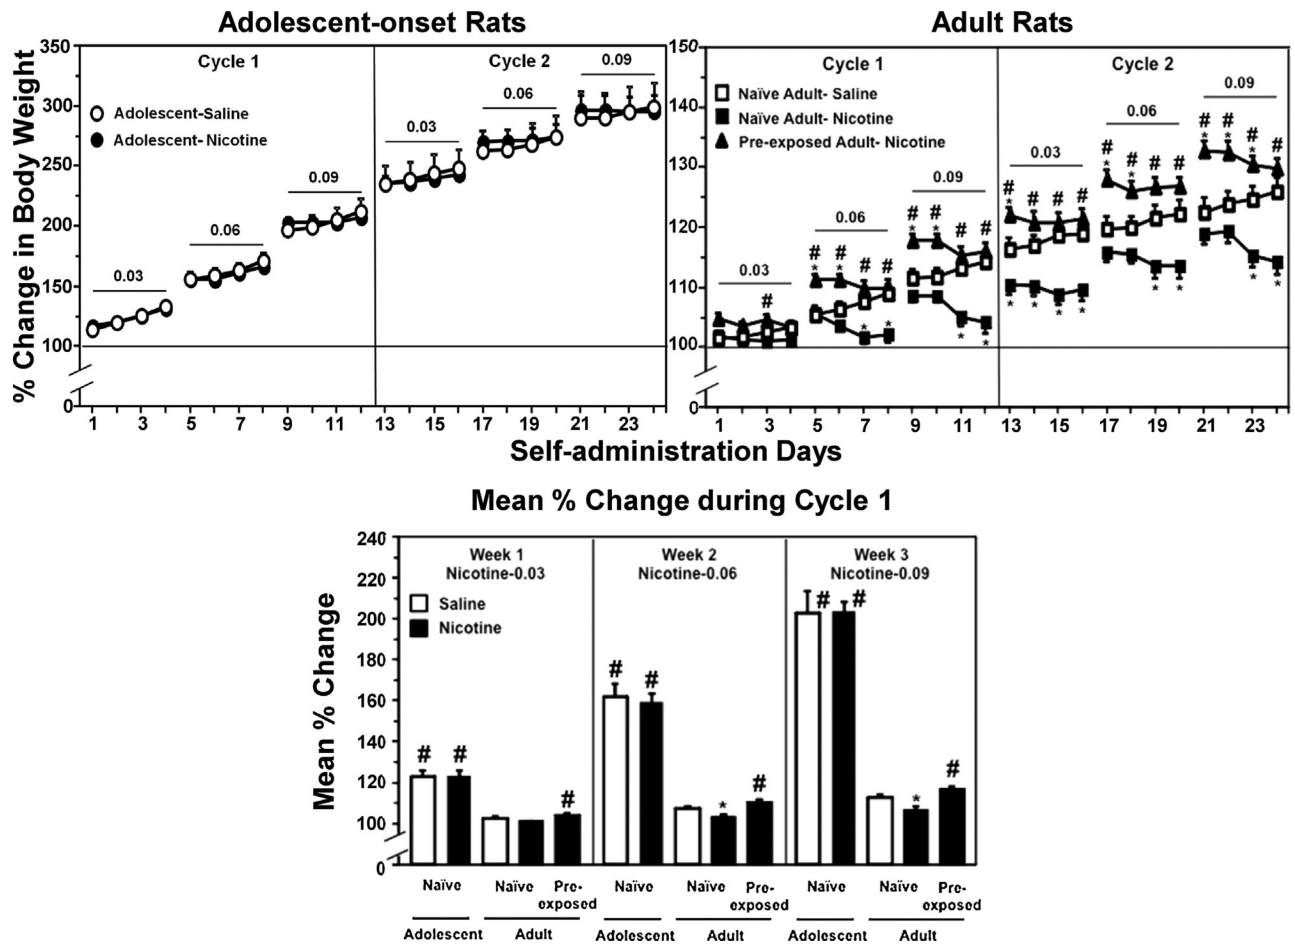 Adolescent-onset Rats
% Change in Body Weight
350
300
250
200
150
100
0
Cycle 1
Cycle 2
Adolescent-Saline
Adolescent- Nicotine
0.03
0.06
0.09
0.03
0.06
0.09
1 3 5 7 9 11 13 15 17 19 21 23
Adult Rats
150
140
130
120
110
100
0
Cycle 1
Cycle 2
Naïve Adult- Saline
Naïve Adult- Nicotine
Pre-exposed Adult- Nicotine
0.03
0.06
0.09
0.03
0.06
0.09
# # # # # # # # #
* * * * * * * *
# # # # # # # # # # # #
* * * * * * * * * * * * *
1 3 5 7 9 11 13 15 17 19 21 23
Self-administration Days
Mean % Change during Cycle 1
Mean % Change
240
220
200
180
160
140
120
100
0
Week 1
Nicotine-0.03
Week 2
Nicotine-0.06
Week 3
Nicotine-0.09
Saline
Nicotine
# # #
# # * #
# # * #
Naïve Naïve Pre-exposed Naïve Naïve Pre-exposed Naïve Naïve Pre-exposed
Adolescent Adult Adolescent Adult Adolescent Adult